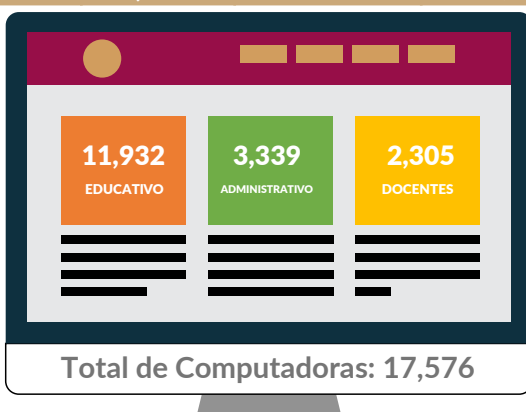 11,932 3,339 2,305
EDUCATIVO ADMINISTRATIVO DOCENTES
Total de Computadoras: 17,576